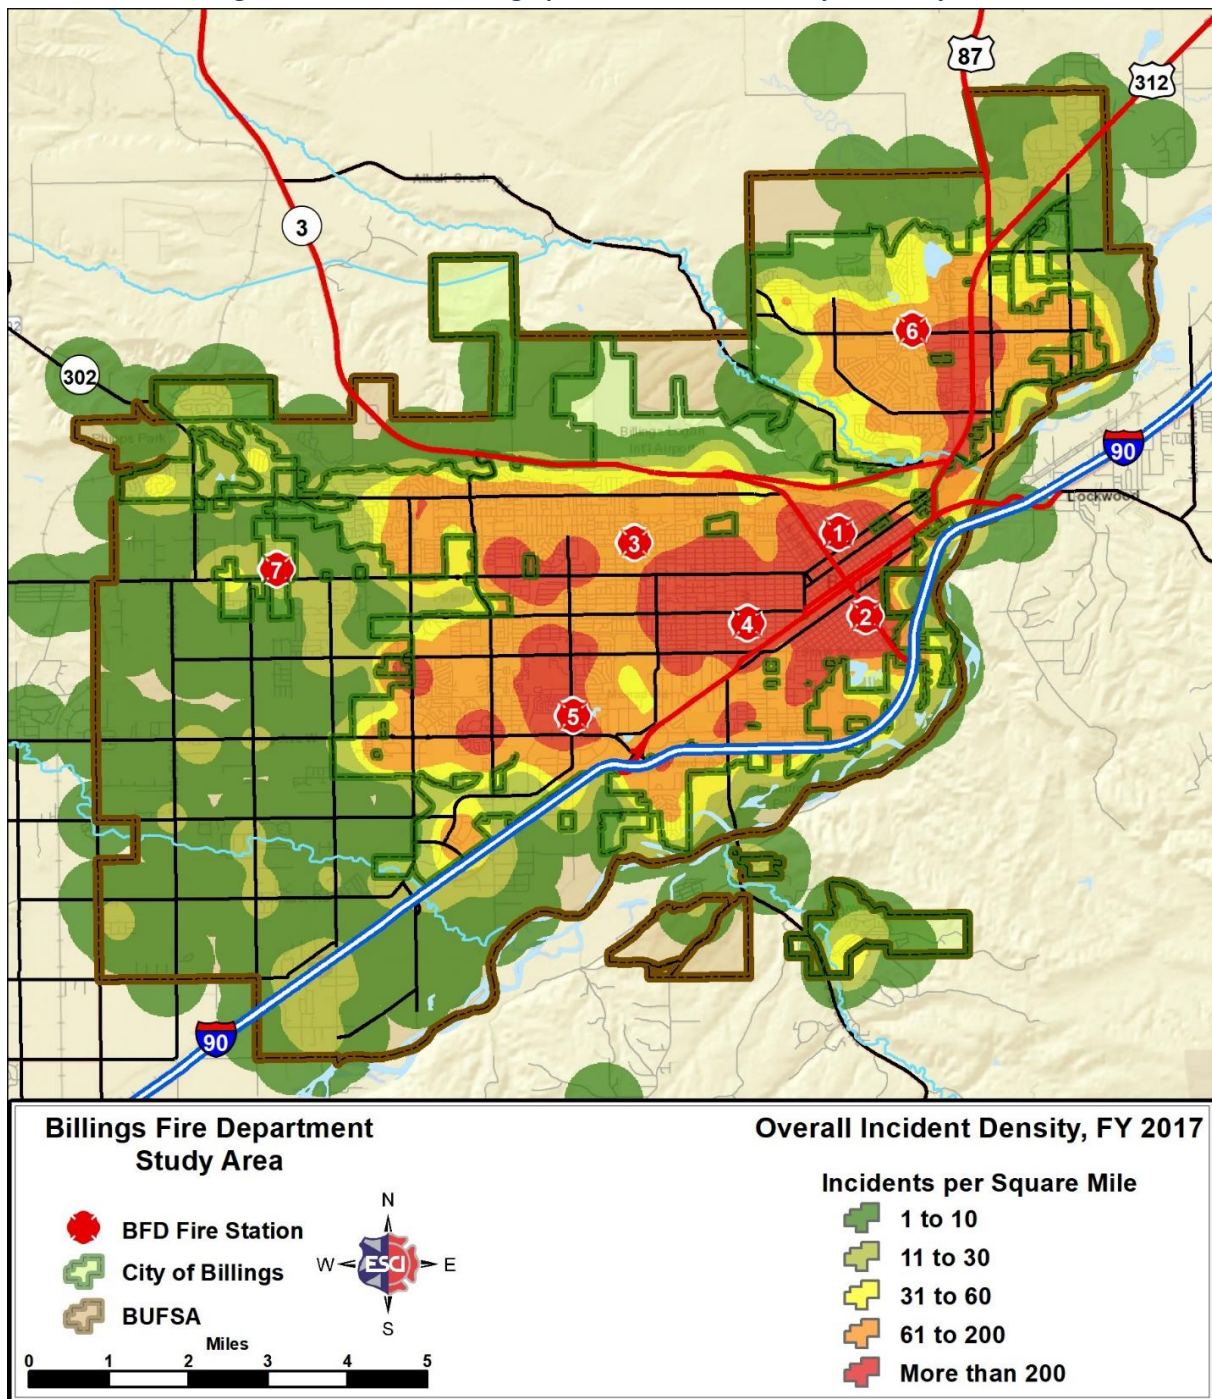 87
312
Alkali Creek
3
6
302
90
Lockwood
1
3
7
2
4
5
90
Billings Fire Department
Study Area
BFD Fire Station
City of Billings
BUFSA
Miles
0 1 2 3 4 5
N
W ESCI E
S
Overall Incident Density, FY 2017
Incidents per Square Mile
1 to 10
11 to 30
31 to 60
61 to 200
More than 200